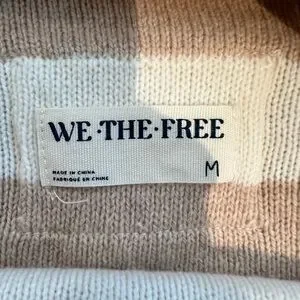 WE·THE·FREE
M
MADE IN CHINA
FABRIQUÉ EN CHINE